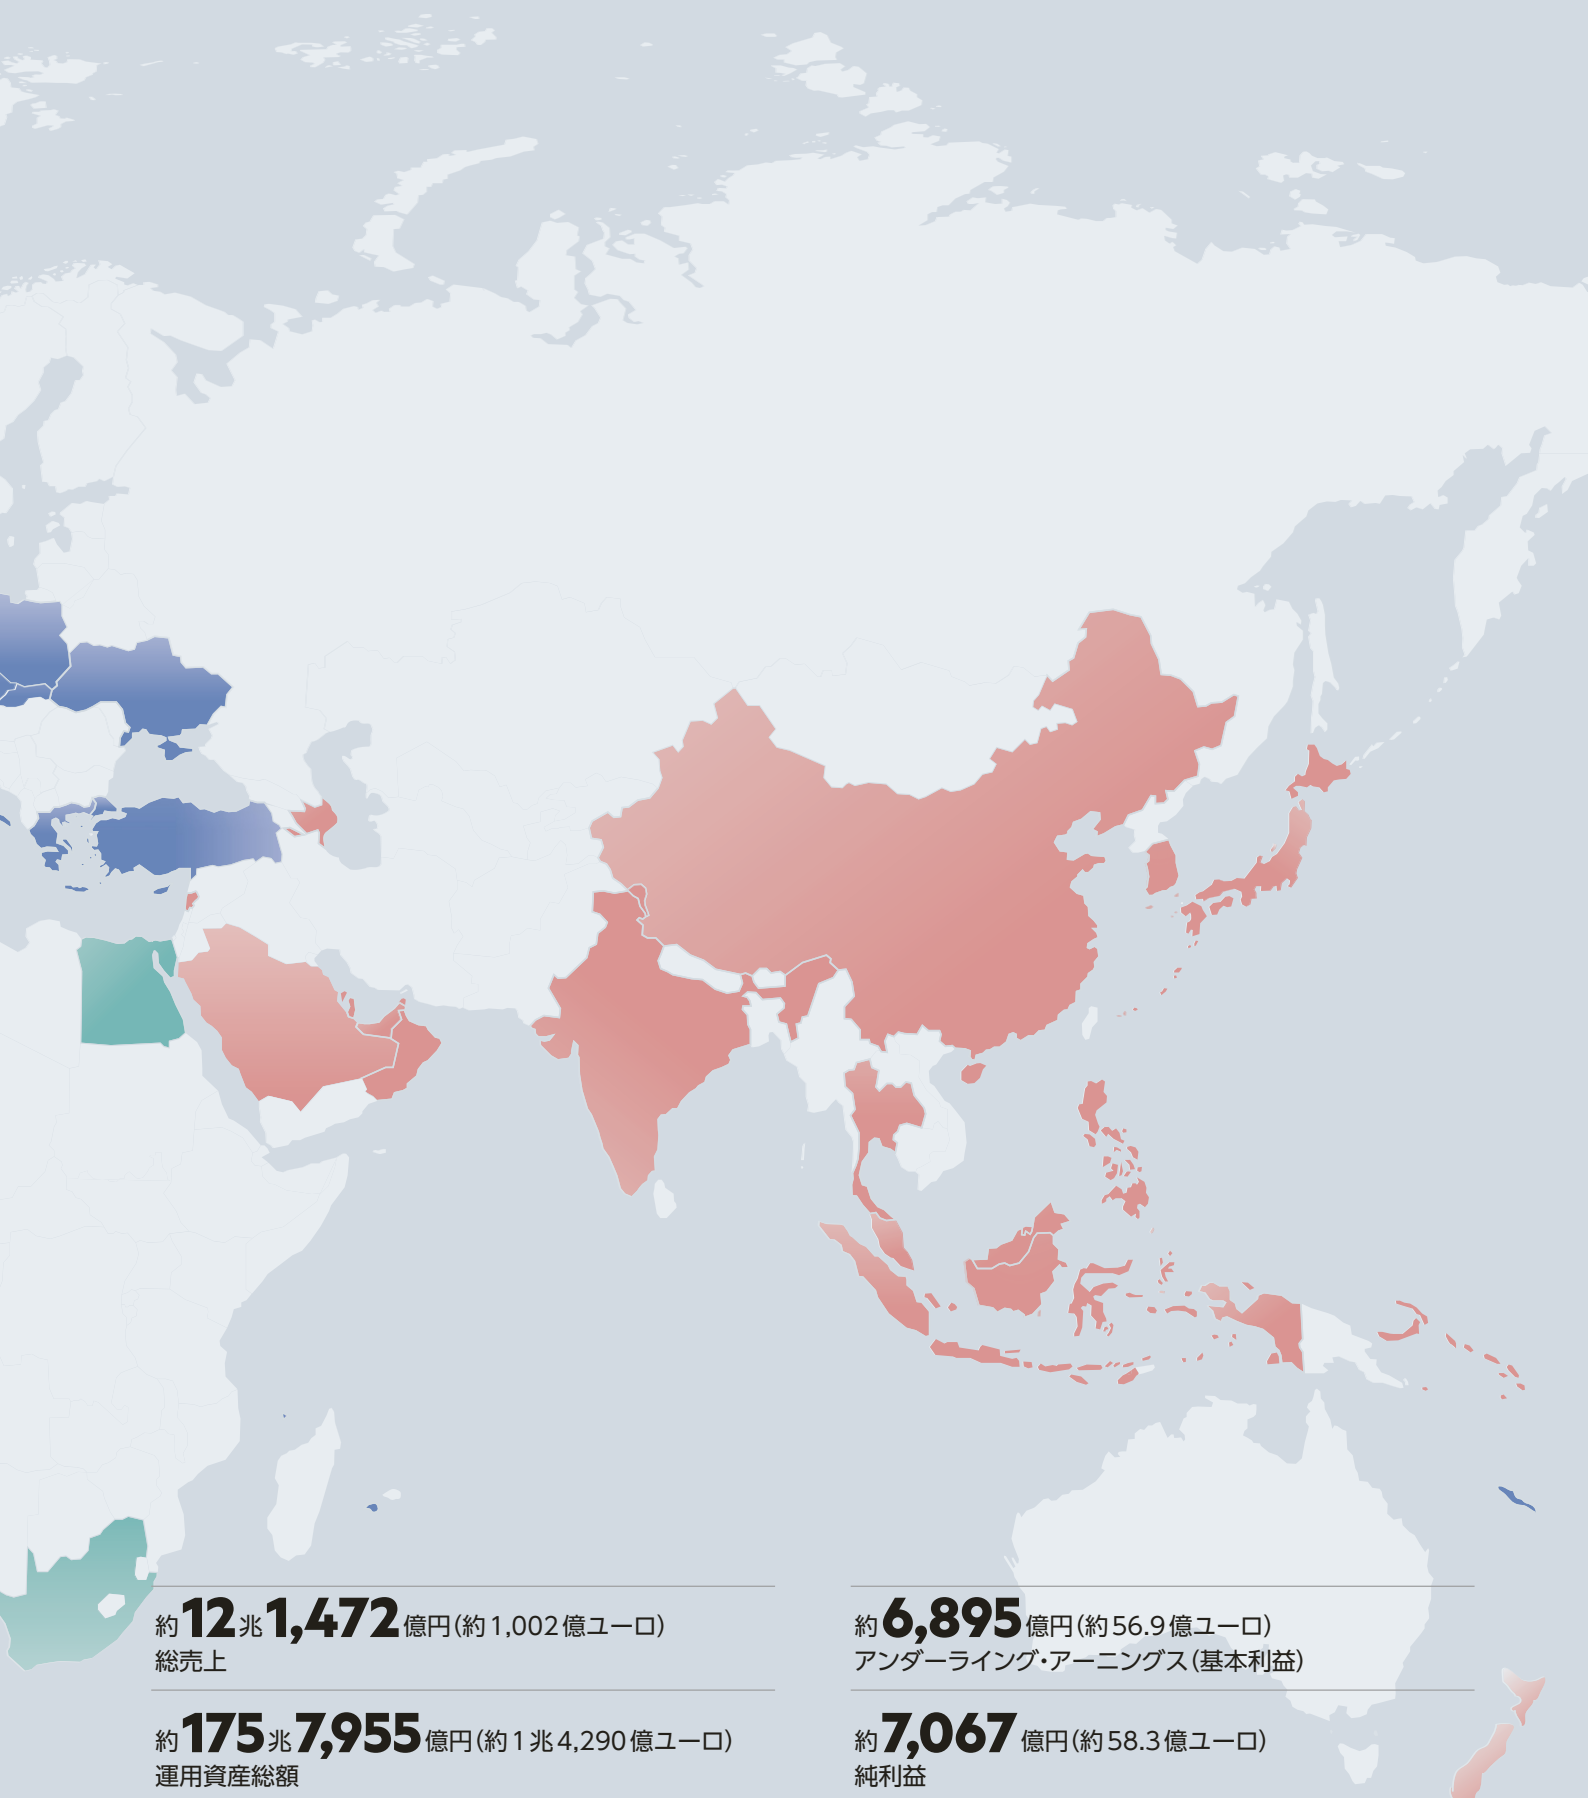 約12兆1,472億円(約1,002億ユーロ)
総売上
約175兆7,955億円(約1兆4,290億ユーロ)
運用資産総額
約6,895億円(約56.9億ユーロ)
アンダーライング・アーニングス(基本利益)
約7,067億円(約58.3億ユーロ)
純利益